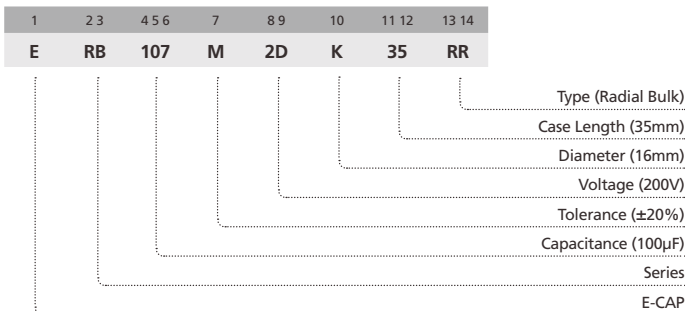 1 2 3 4 5 6 7 8 9 10 11 12 13 14
E RB 107 M 2D K 35 RR
Type (Radial Bulk)
Case Length (35mm)
Diameter (16mm)
Voltage (200V)
Tolerance (±20%)
Capacitance (100µF)
Series
E-CAP